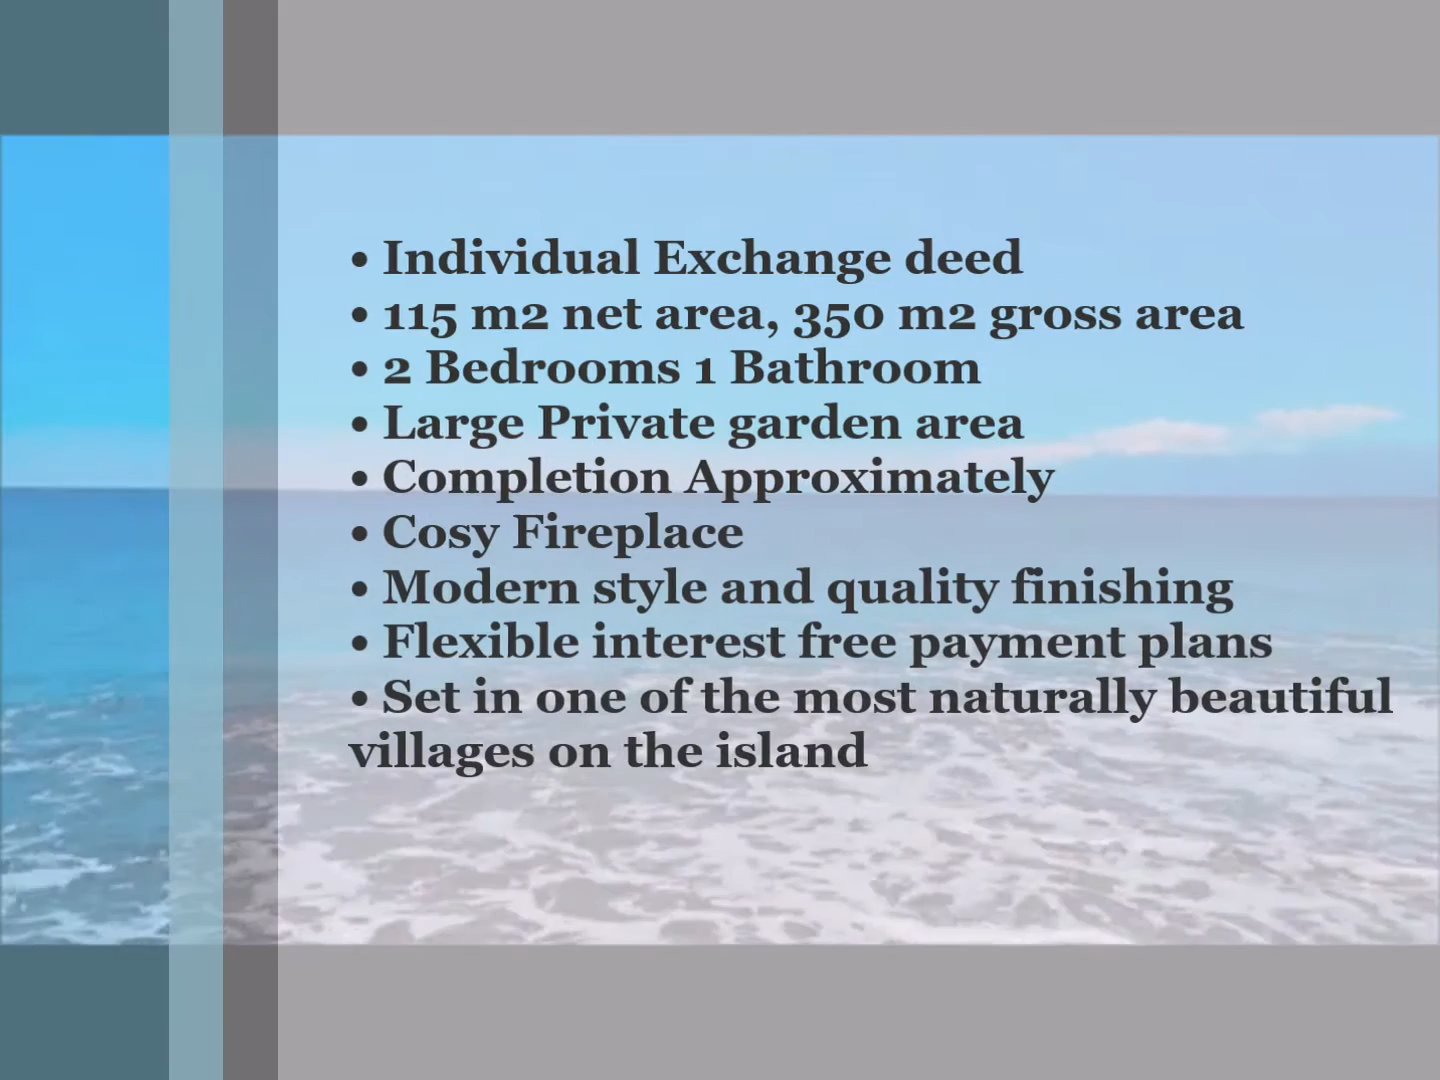 • Individual Exchange deed
• 115 m2 net area, 350 m2 gross area
• 2 Bedrooms 1 Bathroom
• Large Private garden area
• Completion Approximately
• Cosy Fireplace
• Modern style and quality finishing
• Flexible interest free payment plans
• Set in one of the most naturally beautiful
villages on the island